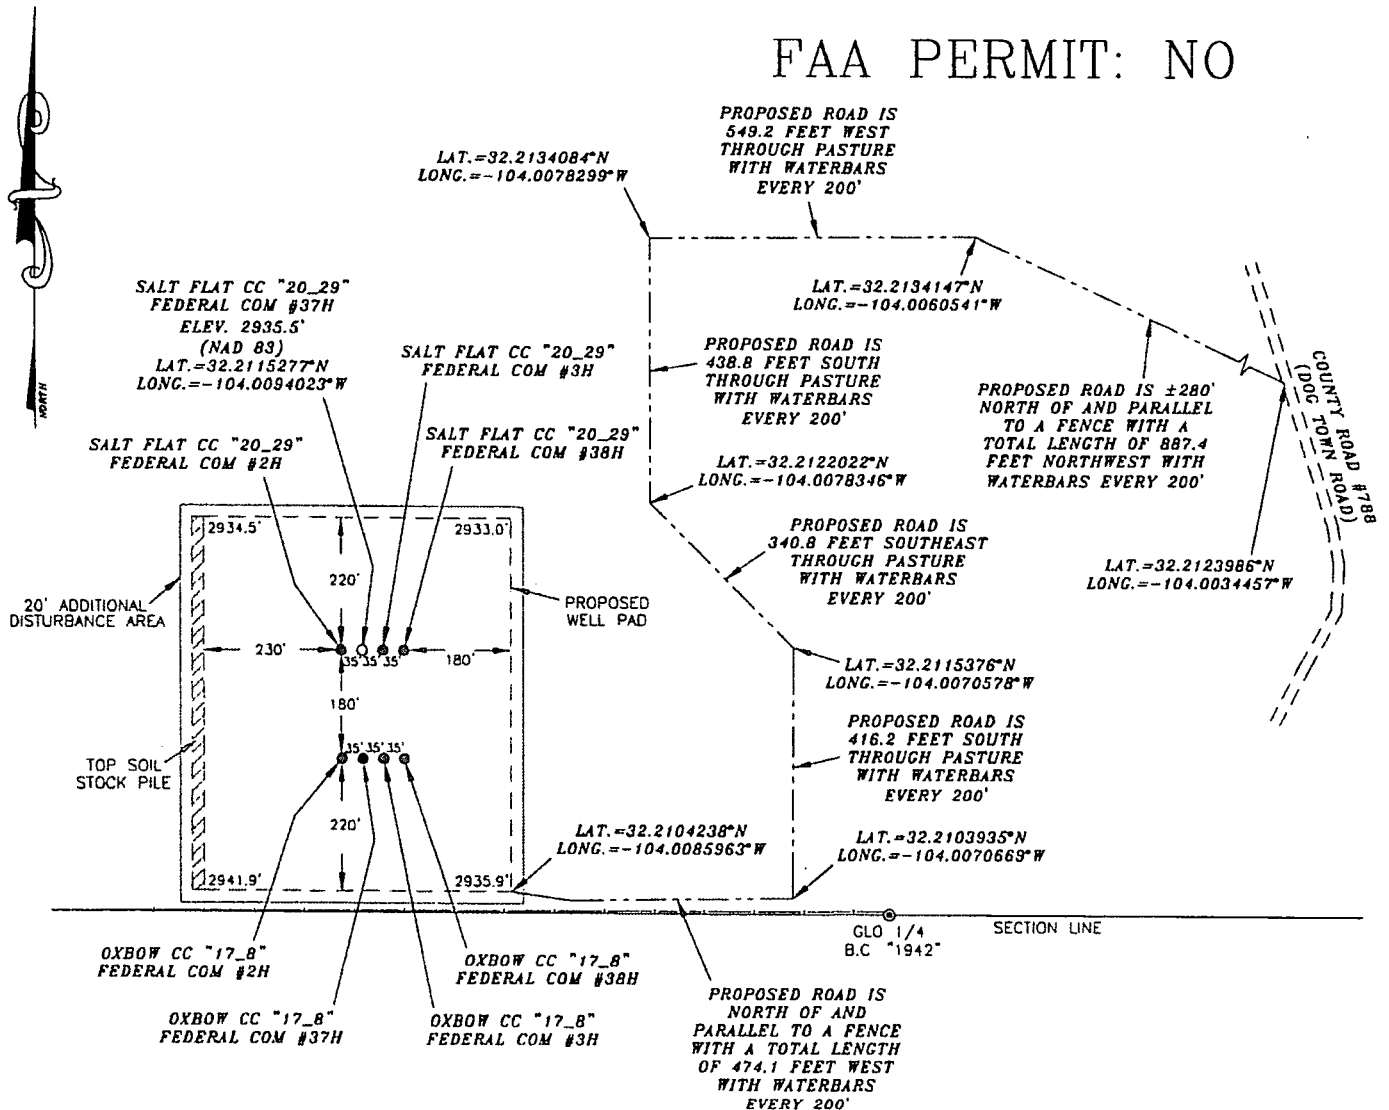 FAA PERMIT: NO
PROPOSED ROAD IS
549.2 FEET WEST
THROUGH PASTURE
WITH WATERBARS
EVERY 200'
LAT.=32.2134084°N
LONG.=-104.0078299°W
LAT.=32.2134147°N
LONG.=-104.0060541°W
SALT FLAT CC "20_29"
FEDERAL COM #37H
ELEV. 2935.5'
(NAD 83)
LAT.=32.2115277°N
LONG.=-104.0094023°W
SALT FLAT CC "20_29"
FEDERAL COM #3H
PROPOSED ROAD IS
438.8 FEET SOUTH
THROUGH PASTURE
WITH WATERBARS
EVERY 200'
PROPOSED ROAD IS ±280'
NORTH OF AND PARALLEL
TO A FENCE WITH A
TOTAL LENGTH OF 887.4
FEET NORTHWEST WITH
WATERBARS EVERY 200'
COUNTY ROAD #788
(DOG TOWN ROAD)
NORTH
SALT FLAT CC "20_29"
FEDERAL COM #2H
SALT FLAT CC "20_29"
FEDERAL COM #38H
LAT.=32.2122022°N
LONG.=-104.0078346°W
PROPOSED ROAD IS
340.8 FEET SOUTHEAST
THROUGH PASTURE
WITH WATERBARS
EVERY 200'
LAT.=32.2123986°N
LONG.=-104.0034457°W
2934.5'
2933.0'
220'
20' ADDITIONAL
DISTURBANCE AREA
PROPOSED
WELL PAD
230'
35' 35' 35'
180'
LAT.=32.2115376°N
LONG.=-104.0070578°W
180'
PROPOSED ROAD IS
416.2 FEET SOUTH
THROUGH PASTURE
WITH WATERBARS
EVERY 200'
35' 35' 35'
TOP SOIL
STOCK PILE
220'
LAT.=32.2104238°N
LONG.=-104.0085963°W
LAT.=32.2103935°N
LONG.=-104.0070669°W
2941.9'
2935.9'
GLO 1/4
B.C "1942"
SECTION LINE
OXBOW CC "17_8"
FEDERAL COM #2H
OXBOW CC "17_8"
FEDERAL COM #38H
OXBOW CC "17_8"
FEDERAL COM #37H
OXBOW CC "17_8"
FEDERAL COM #3H
PROPOSED ROAD IS
NORTH OF AND
PARALLEL TO A FENCE
WITH A TOTAL LENGTH
OF 474.1 FEET WEST
WITH WATERBARS
EVERY 200'